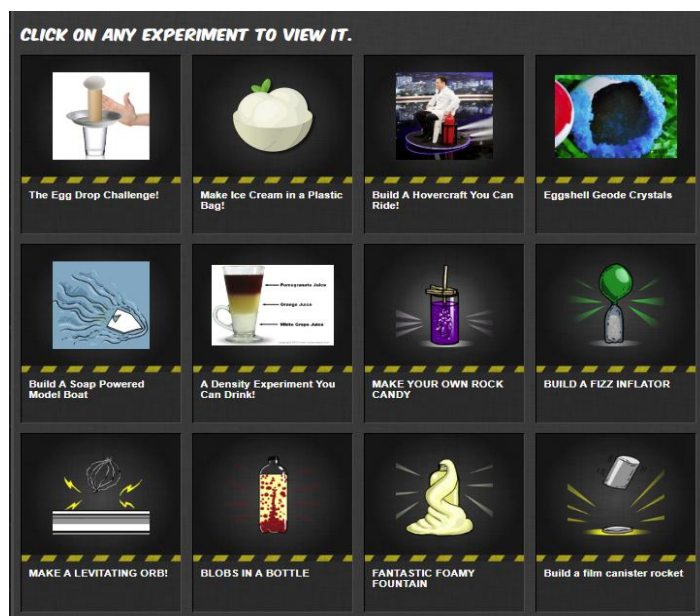 CLICK ON ANY EXPERIMENT TO VIEW IT.
The Egg Drop Challenge!
Make Ice Cream in a Plastic
Bag!
Build A Hovercraft You Can
Ride!
Eggshell Geode Crystals
Pomegranate Juice
Orange Juice
White Grape Juice
Build A Soap Powered
Model Boat
A Density Experiment You
Can Drink!
MAKE YOUR OWN ROCK
CANDY
BUILD A FIZZ INFLATOR
MAKE A LEVITATING ORB!
BLOBS IN A BOTTLE
FANTASTIC FOAMY
FOUNTAIN
Build a film canister rocket